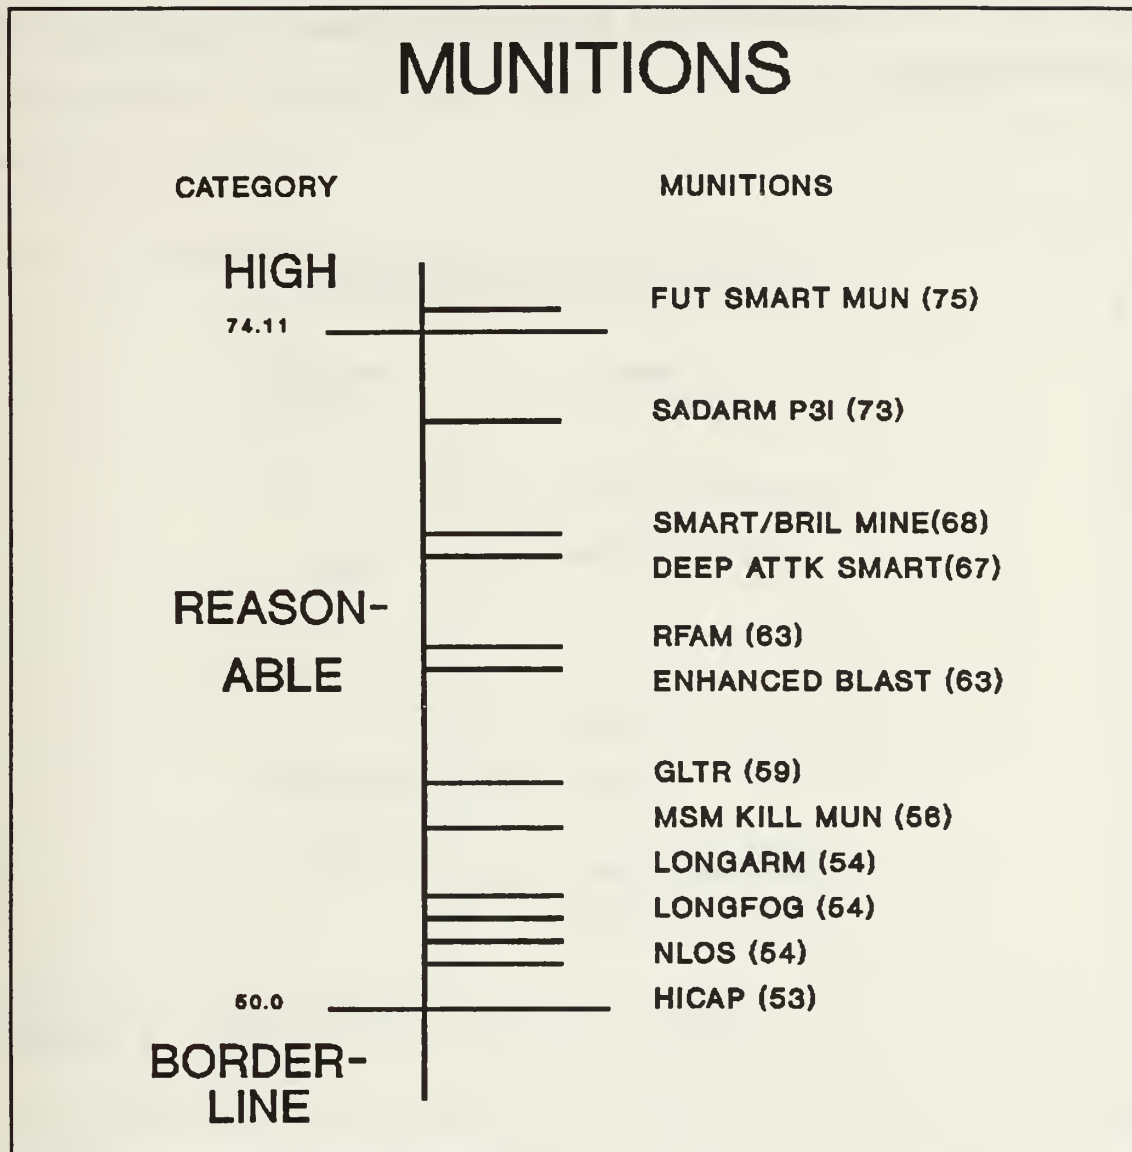 MUNITIONS
CATEGORY MUNITIONS
HIGH
FUT SMART MUN (75)
74.11
SADARM P3I (73)
SMART/BRIL MINE(68)
DEEP ATTK SMART(67)
REASON-
ABLE
RFAM (63)
ENHANCED BLAST (63)
GLTR (59)
MSM KILL MUN (56)
LONGARM (54)
LONGFOG (54)
NLOS (54)
HICAP (53)
50.0
BORDER-
LINE